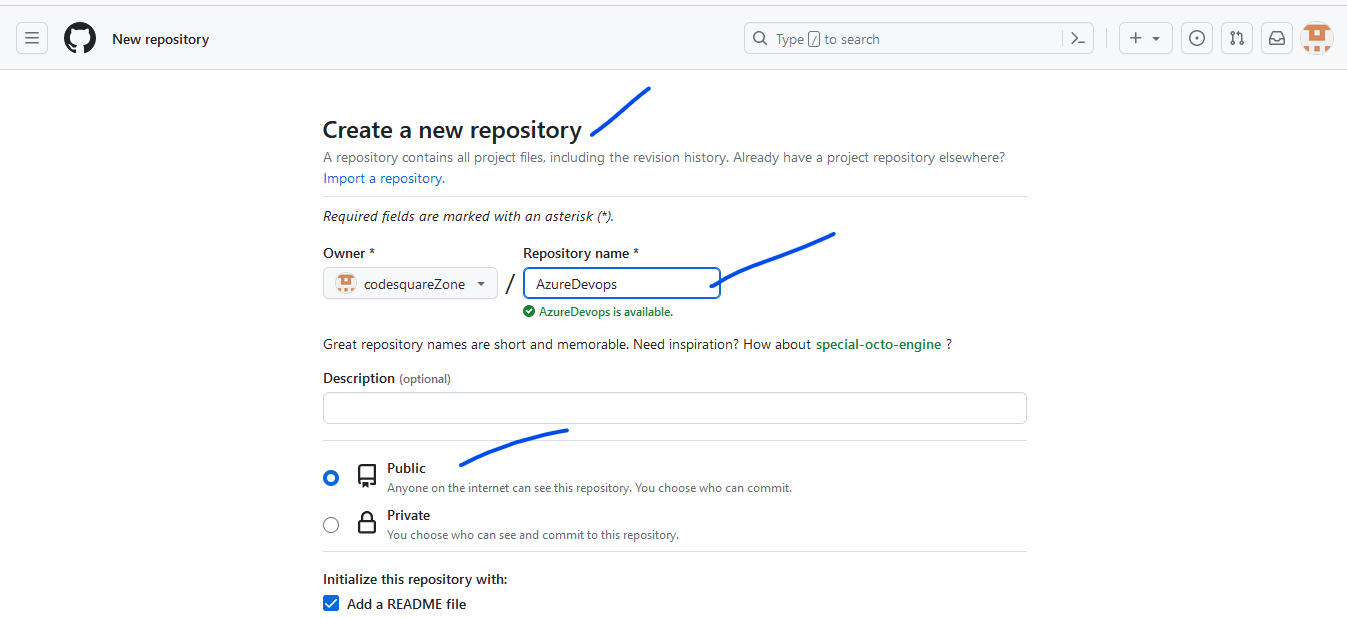 New repository
Type / to search
Create a new repository
A repository contains all project files, including the revision history. Already have a project repository elsewhere?
Import a repository.
Required fields are marked with an asterisk (*).
Owner * Repository name *
codesquareZone / AzureDevops
AzureDevops is available.
Great repository names are short and memorable. Need inspiration? How about special-octo-engine ?
Description (optional)
Public
Anyone on the internet can see this repository. You choose who can commit.
Private
You choose who can see and commit to this repository.
Initialize this repository with:
Add a README file